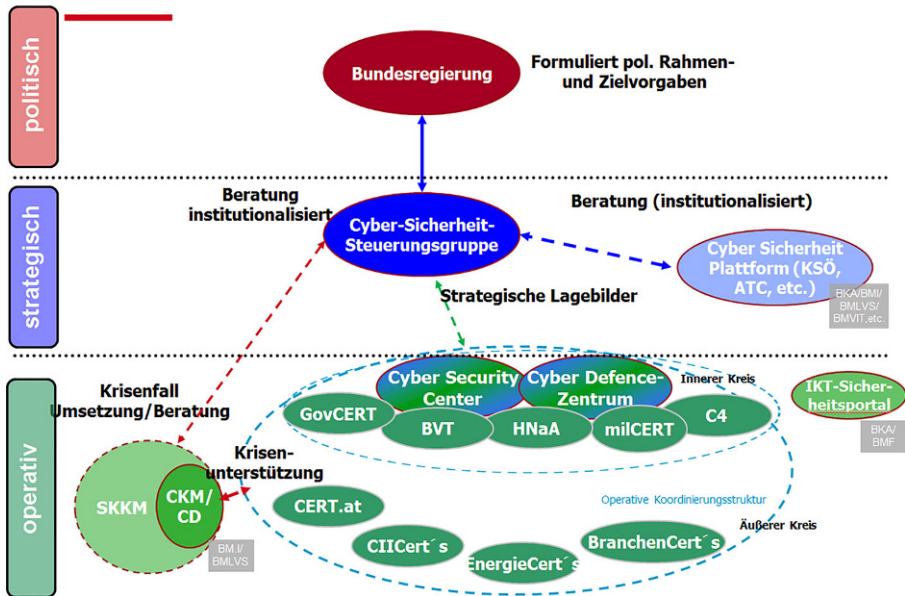 politisch
Bundesregierung
Formuliert pol. Rahmen-
und Zielvorgaben
strategisch
Beratung
institutionalisiert
Cyber-Sicherheit-
Steuerungsgruppe
Beratung (institutionalisiert)
Cyber Sicherheit
Plattform (KSÖ,
ATC, etc.)
BKA/BMI/
BMLVS/
BMVIT,etc.
Strategische Lagebilder
operativ
Krisenfall
Umsetzung/Beratung
Cyber Security
Center
Cyber Defence-
Zentrum
Innerer Kreis
IKT-Sicher-
heitsportal
BKA/
BMF
GovCERT
BVT
HNaA
milCERT
C4
Krisen-
unterstützung
SKKM
CKM/
CD
BM.I/
BMLVS
CERT.at
Operative Koordinierungsstruktur
Äußerer Kreis
CIICert´s
EnergieCert´s
BranchenCert´s